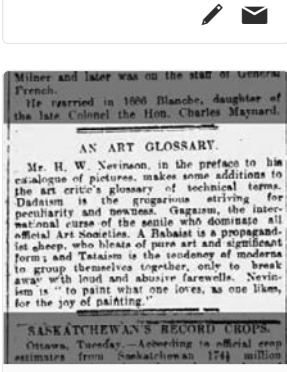 Milner and later was on the staff of General
French.
He married in 1886 Blanche, daughter of
the late Colonel the Hon. Charles Maynard.
AN ART GLOSSARY.
Mr. H. W. Nevinson, in the preface to his
catalogue of pictures, makes some additions to
the art critic's glossary of technical terms.
Dadaism is the gregarious striving for
peculiarity and newness. Gagaism, the inter-
national curse of the senile who dominate all
official Art Societies. A Babaist is a propagand-
ist sheep, who bleats of pure art and significant
form; and Tataism is the tendency of moderns
to group themselves together, only to break
away with loud and abusive farewells. Nevin-
ism is "to paint what one loves, as one likes,
for the joy of painting."
SASKATCHEWAN'S RECORD CROPS.
Ottawa, Tuesday.—According to official crop
estimates from Saskatchewan 174½ million